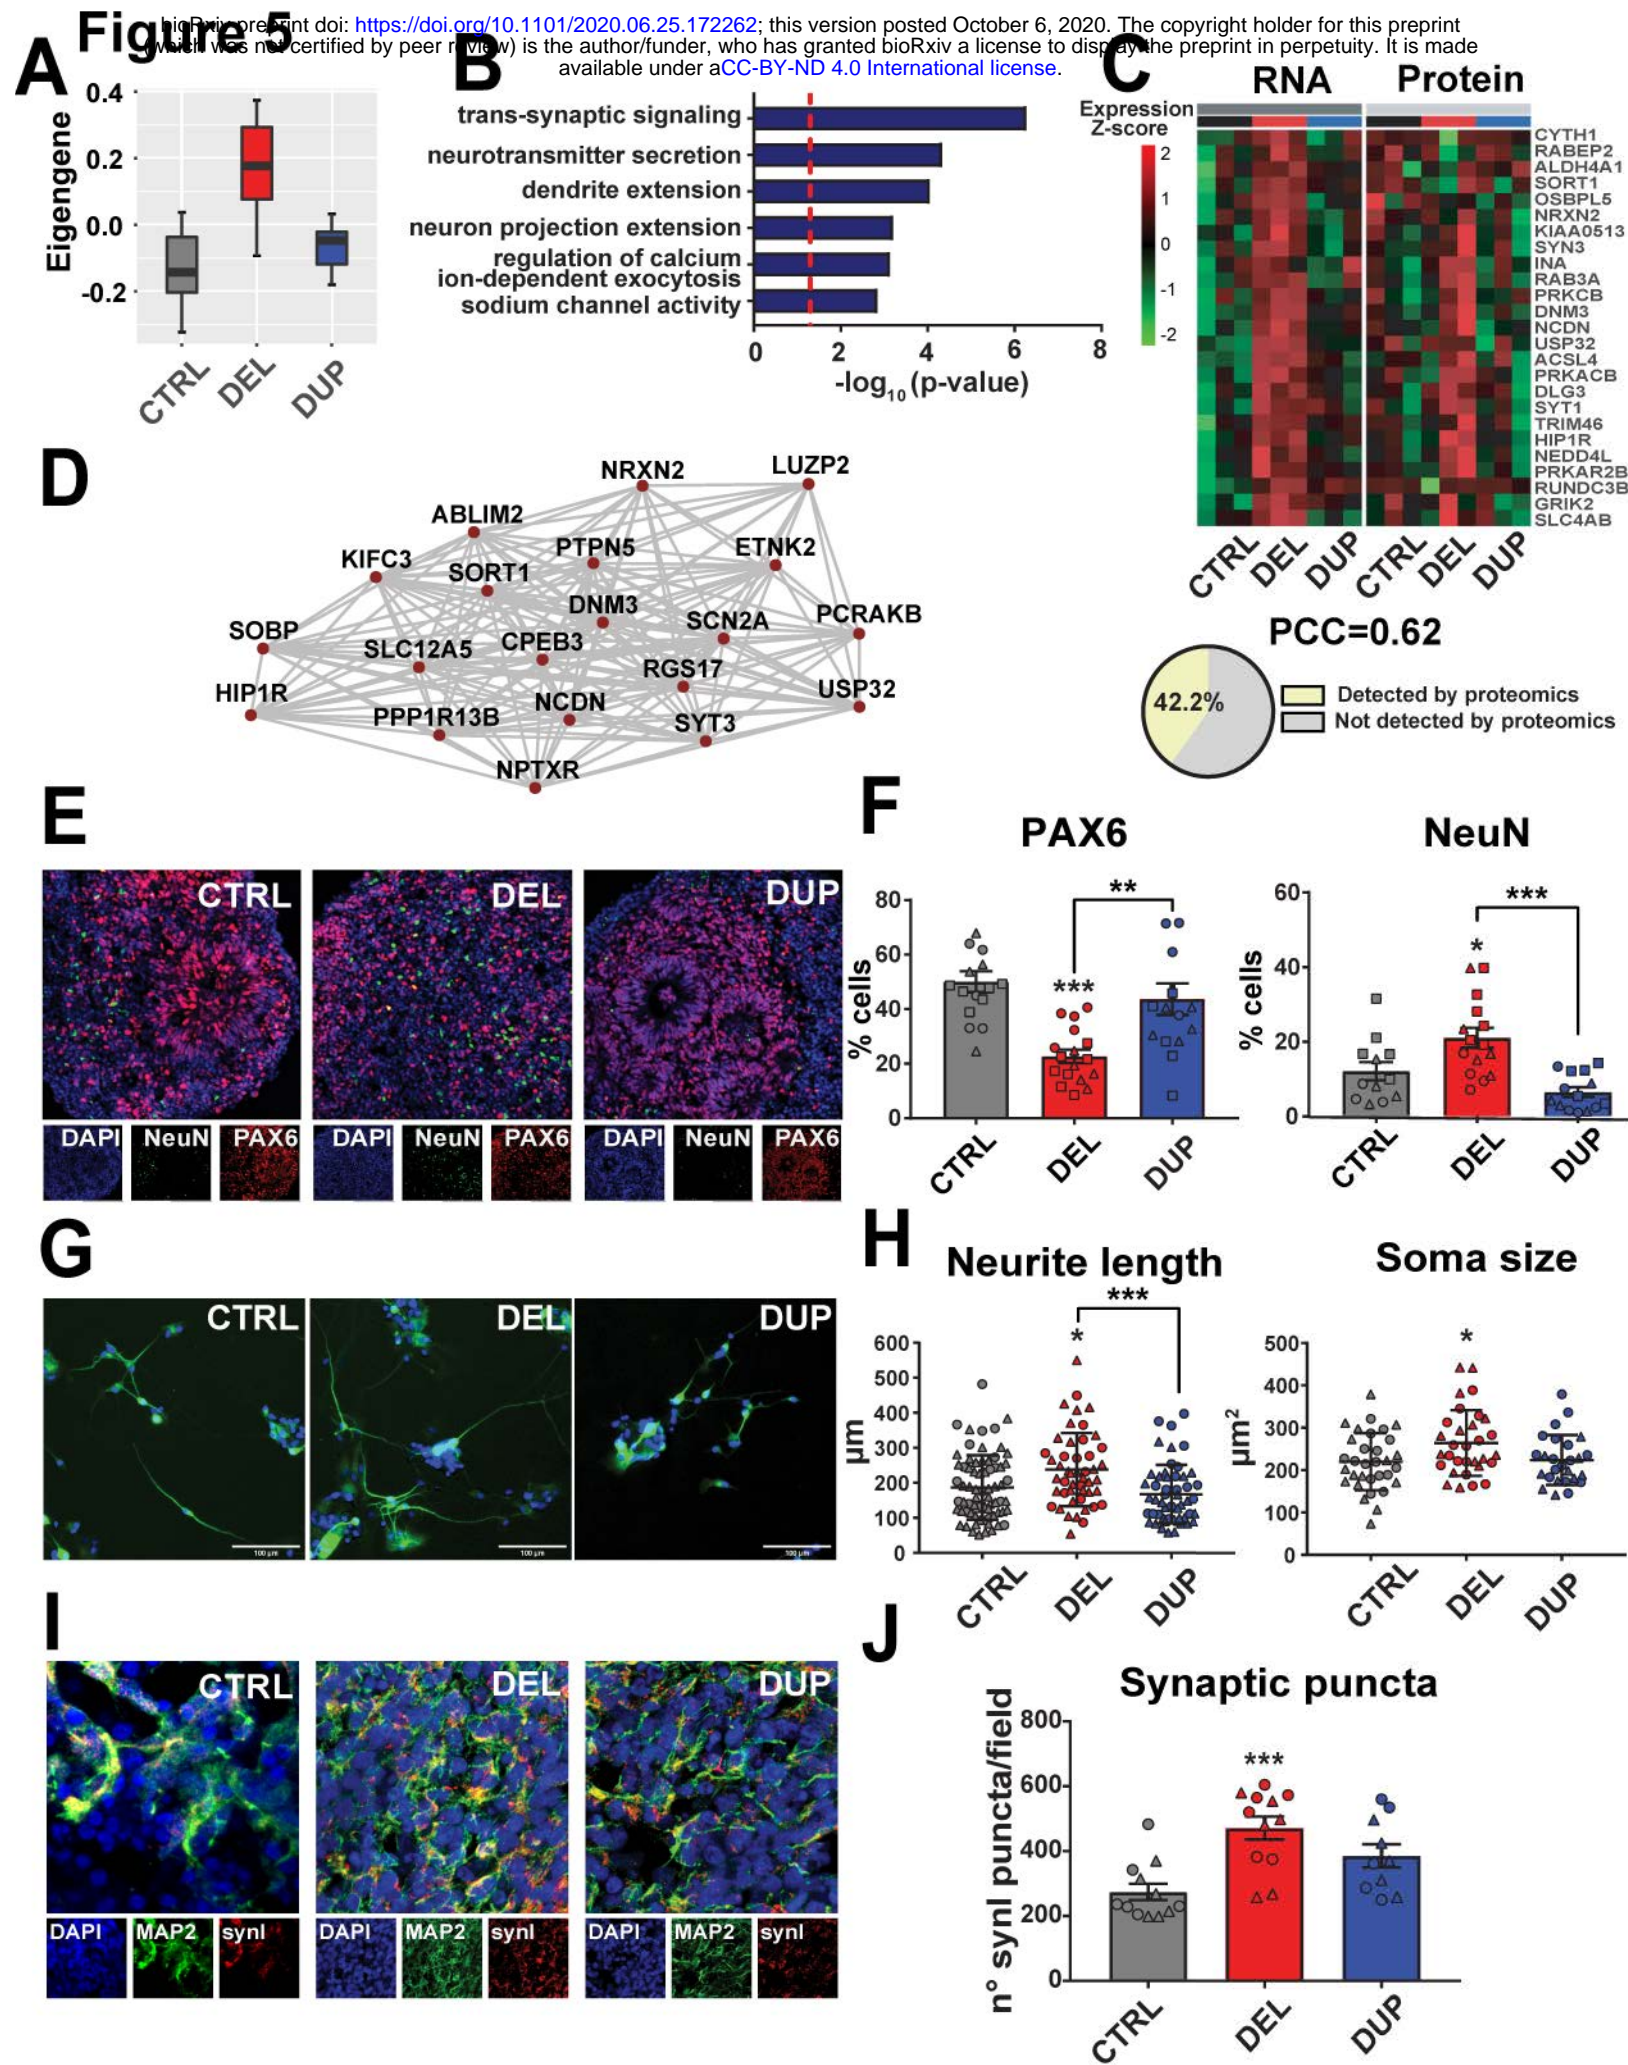 Figure 5
bioRxiv preprint doi: https://doi.org/10.1101/2020.06.25.172262; this version posted October 6, 2020. The copyright holder for this preprint
(which was not certified by peer review) is the author/funder, who has granted bioRxiv a license to display the preprint in perpetuity. It is made
available under aCC-BY-ND 4.0 International license.
A
Eigengene
0.4
0.2
0.0
-0.2
CTRL
DEL
DUP
B
trans-synaptic signaling
neurotransmitter secretion
dendrite extension
neuron projection extension
regulation of calcium
ion-dependent exocytosis
sodium channel activity
0 2 4 6 8
-log10 (p-value)
C
RNA Protein
Expression
Z-score
2
1
0
-1
-2
CYTH1
RABEP2
ALDH4A1
SORT1
OSBPL5
NRXN2
KIAA0513
SYN3
INA
RAB3A
PRKCB
DNM3
NCDN
USP32
ACSL4
PRKACB
DLG3
SYT1
TRIM46
HIP1R
NEDD4L
PRKAR2B
RUNDC3B
GRIK2
SLC4AB
CTRL DEL DUP CTRL DEL DUP
PCC=0.62
42.2%
Detected by proteomics
Not detected by proteomics
D
NRXN2
LUZP2
ABLIM2
PTPN5
ETNK2
KIFC3
SORT1
DNM3
PCRAKB
SCN2A
SOBP
CPEB3
SLC12A5
RGS17
HIP1R
USP32
NCDN
PPP1R13B
SYT3
NPTXR
E
CTRL DEL DUP
DAPI NeuN PAX6 DAPI NeuN PAX6 DAPI NeuN PAX6
F
PAX6
% cells
80
60
40
20
0
**
***
CTRL DEL DUP
NeuN
% cells
60
40
20
0
***
*
CTRL DEL DUP
G
CTRL DEL DUP
100 µm 100 µm 100 µm
H
Neurite length
***
*
µm
600
500
400
300
200
100
0
CTRL DEL DUP
Soma size
*
µm2
500
400
300
200
100
0
CTRL DEL DUP
I
CTRL DEL DUP
DAPI MAP2 synI DAPI MAP2 synI DAPI MAP2 synI
J
Synaptic puncta
n° synI puncta/field
800
600
400
200
0
***
CTRL DEL DUP